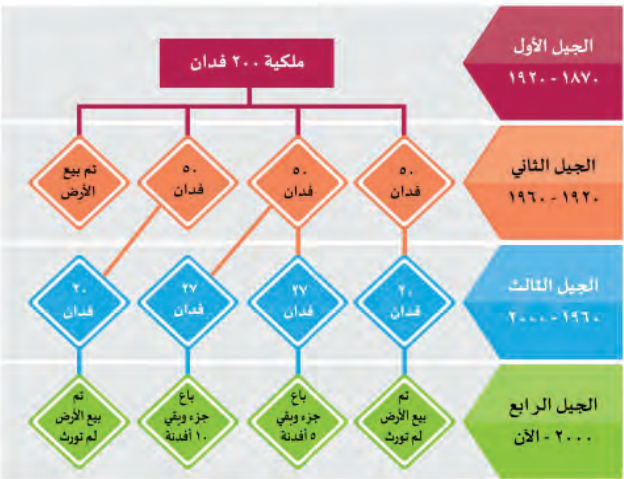 الجيل الأول
١٨٧٠ - ١٩٢٠
ملكية ٢٠٠ فدان
الجيل الثاني
١٩٢٠ - ١٩٦٠
٥٠
فدان
٥٠
فدان
٥٠
فدان
تم بيع
الأرض
الجيل الثالث
١٩٦٠ - ٢٠٠٠
٢٠
فدان
٢٧
فدان
٢٧
فدان
٢٠
فدان
الجيل الرابع
٢٠٠٠ - الآن
تم
بيع الأرض
لم تورث
باع
جزء وبقي
٥ أفدنة
باع
جزء وبقي
١٠ أفدنة
تم
بيع الأرض
لم تورث